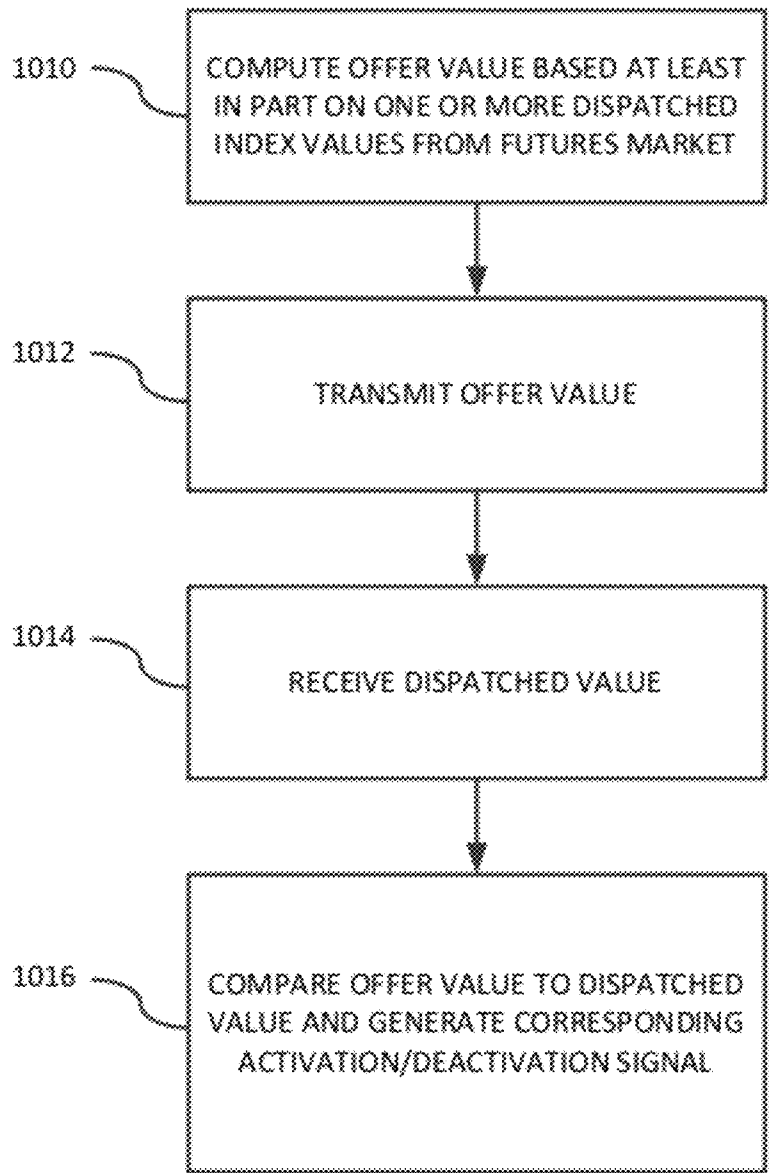 1010
COMPUTE OFFER VALUE BASED AT LEAST
IN PART ON ONE OR MORE DISPATCHED
INDEX VALUES FROM FUTURES MARKET
1012
TRANSMIT OFFER VALUE
1014
RECEIVE DISPATCHED VALUE
1016
COMPARE OFFER VALUE TO DISPATCHED
VALUE AND GENERATE CORRESPONDING
ACTIVATION/DEACTIVATION SIGNAL